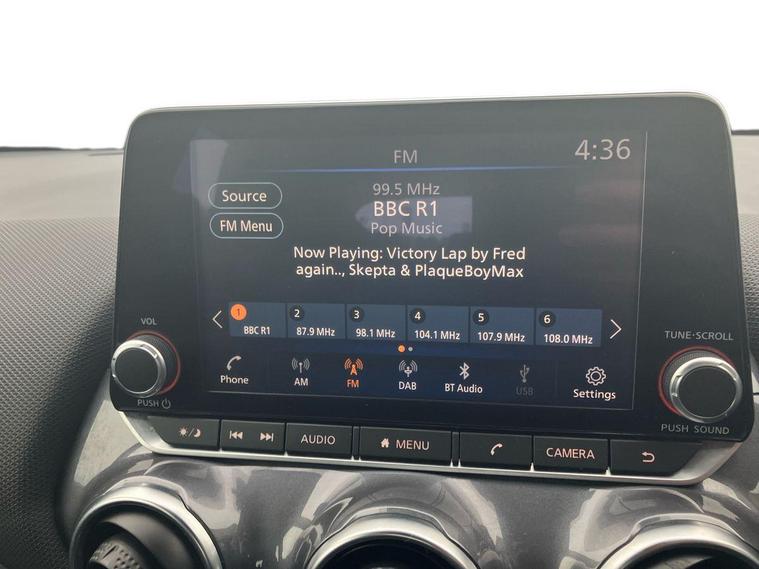 FM
4:36
Source
99.5 MHz
BBC R1
FM Menu
Pop Music
Now Playing: Victory Lap by Fred
again.., Skepta & PlaqueBoyMax
1 BBC R1
2 87.9 MHz
3 98.1 MHz
4 104.1 MHz
5 107.9 MHz
6 108.0 MHz
Phone
AM
FM
DAB
BT Audio
USB
Settings
VOL
PUSH
TUNE·SCROLL
PUSH SOUND
AUDIO
MENU
CAMERA